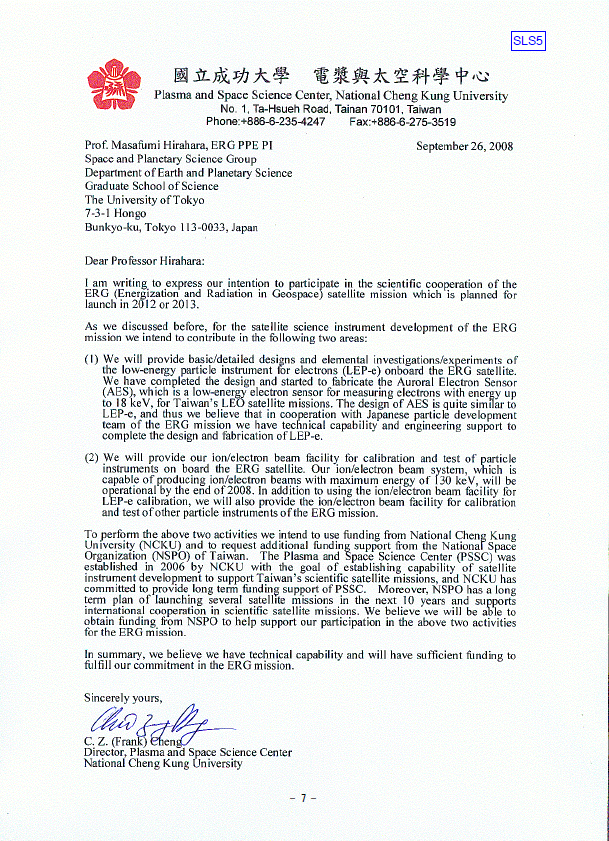 SLS5
國立成功大學 電漿與太空科學中心
Plasma and Space Science Center, National Cheng Kung University
No. 1, Ta-Hsueh Road, Tainan 70101, Taiwan
Phone:+886-6-235-4247 Fax:+886-6-275-3519
Prof. Masafumi Hirahara, ERG PPE PI September 26, 2008
Space and Planetary Science Group
Department of Earth and Planetary Science
Graduate School of Science
The University of Tokyo
7-3-1 Hongo
Bunkyo-ku, Tokyo 113-0033, Japan
Dear Professor Hirahara:
I am writing to express our intention to participate in the scientific cooperation of the
ERG (Energization and Radiation in Geospace) satellite mission which is planned for
launch in 2012 or 2013.
As we discussed before, for the satellite science instrument development of the ERG
mission we intend to contribute in the following two areas:
(1) We will provide basic/detailed designs and elemental investigations/experiments of
the low-energy particle instrument for electrons (LEP-e) onboard the ERG satellite.
We have completed the design and started to fabricate the Auroral Electron Sensor
(AES), which is a low-energy electron sensor for measuring electrons with energy up
to 18 keV, for Taiwan's LEO satellite missions. The design of AES is quite similar to
LEP-e, and thus we believe that in cooperation with Japanese particle development
team of the ERG mission we have technical capability and engineering support to
complete the design and fabrication of LEP-e.
(2) We will provide our ion/electron beam facility for calibration and test of particle
instruments on board the ERG satellite. Our ion/electron beam system, which is
capable of producing ion/electron beams with maximum energy of 130 keV, will be
operational by the end of 2008. In addition to using the ion/electron beam facility for
LEP-e calibration, we will also provide the ion/electron beam facility for calibration
and test of other particle instruments of the ERG mission.
To perform the above two activities we intend to use funding from National Cheng Kung
University (NCKU) and to request additional funding support from the National Space
Organization (NSPO) of Taiwan. The Plasma and Space Science Center (PSSC) was
established in 2006 by NCKU with the goal of establishing capability of satellite
instrument development to support Taiwan's scientific satellite missions, and NCKU has
committed to provide long term funding support of PSSC. Moreover, NSPO has a long
term plan of launching several satellite missions in the next 10 years and supports
international cooperation in scientific satellite missions. We believe we will be able to
obtain funding from NSPO to help support our participation in the above two activities
for the ERG mission.
In summary, we believe we have technical capability and will have sufficient funding to
fulfill our commitment in the ERG mission.
Sincerely yours,
C. Z. (Frank) Cheng
Director, Plasma and Space Science Center
National Cheng Kung University
- 7 -